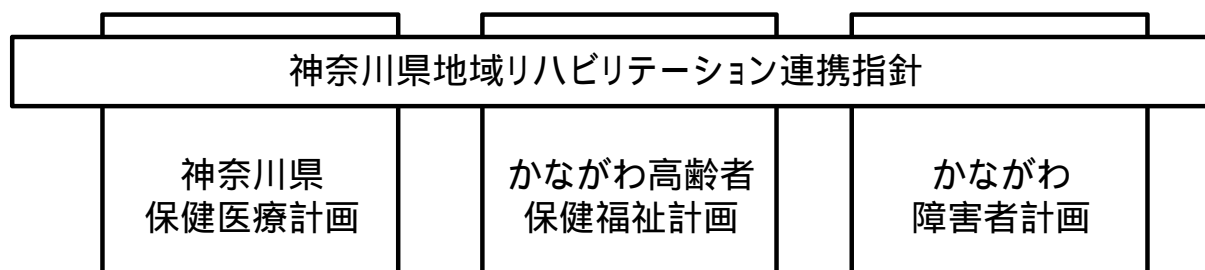 神奈川県地域リハビリテーション連携指針
神奈川県
保健医療計画
かながわ高齢者
保健福祉計画
かながわ
障害者計画